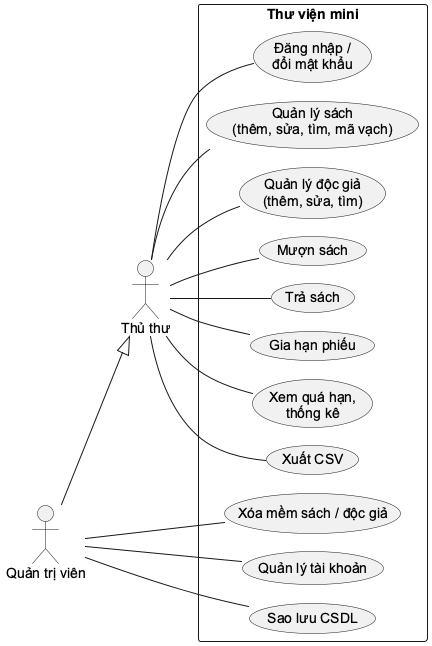 Thư viện mini
Đăng nhập /
đổi mật khẩu
Quản lý sách
(thêm, sửa, tìm, mã vạch)
Quản lý độc giả
(thêm, sửa, tìm)
Mượn sách
Thủ thư
Trả sách
Gia hạn phiếu
Xem quá hạn,
thống kê
Xuất CSV
Quản trị viên
Xóa mềm sách / độc giả
Quản lý tài khoản
Sao lưu CSDL